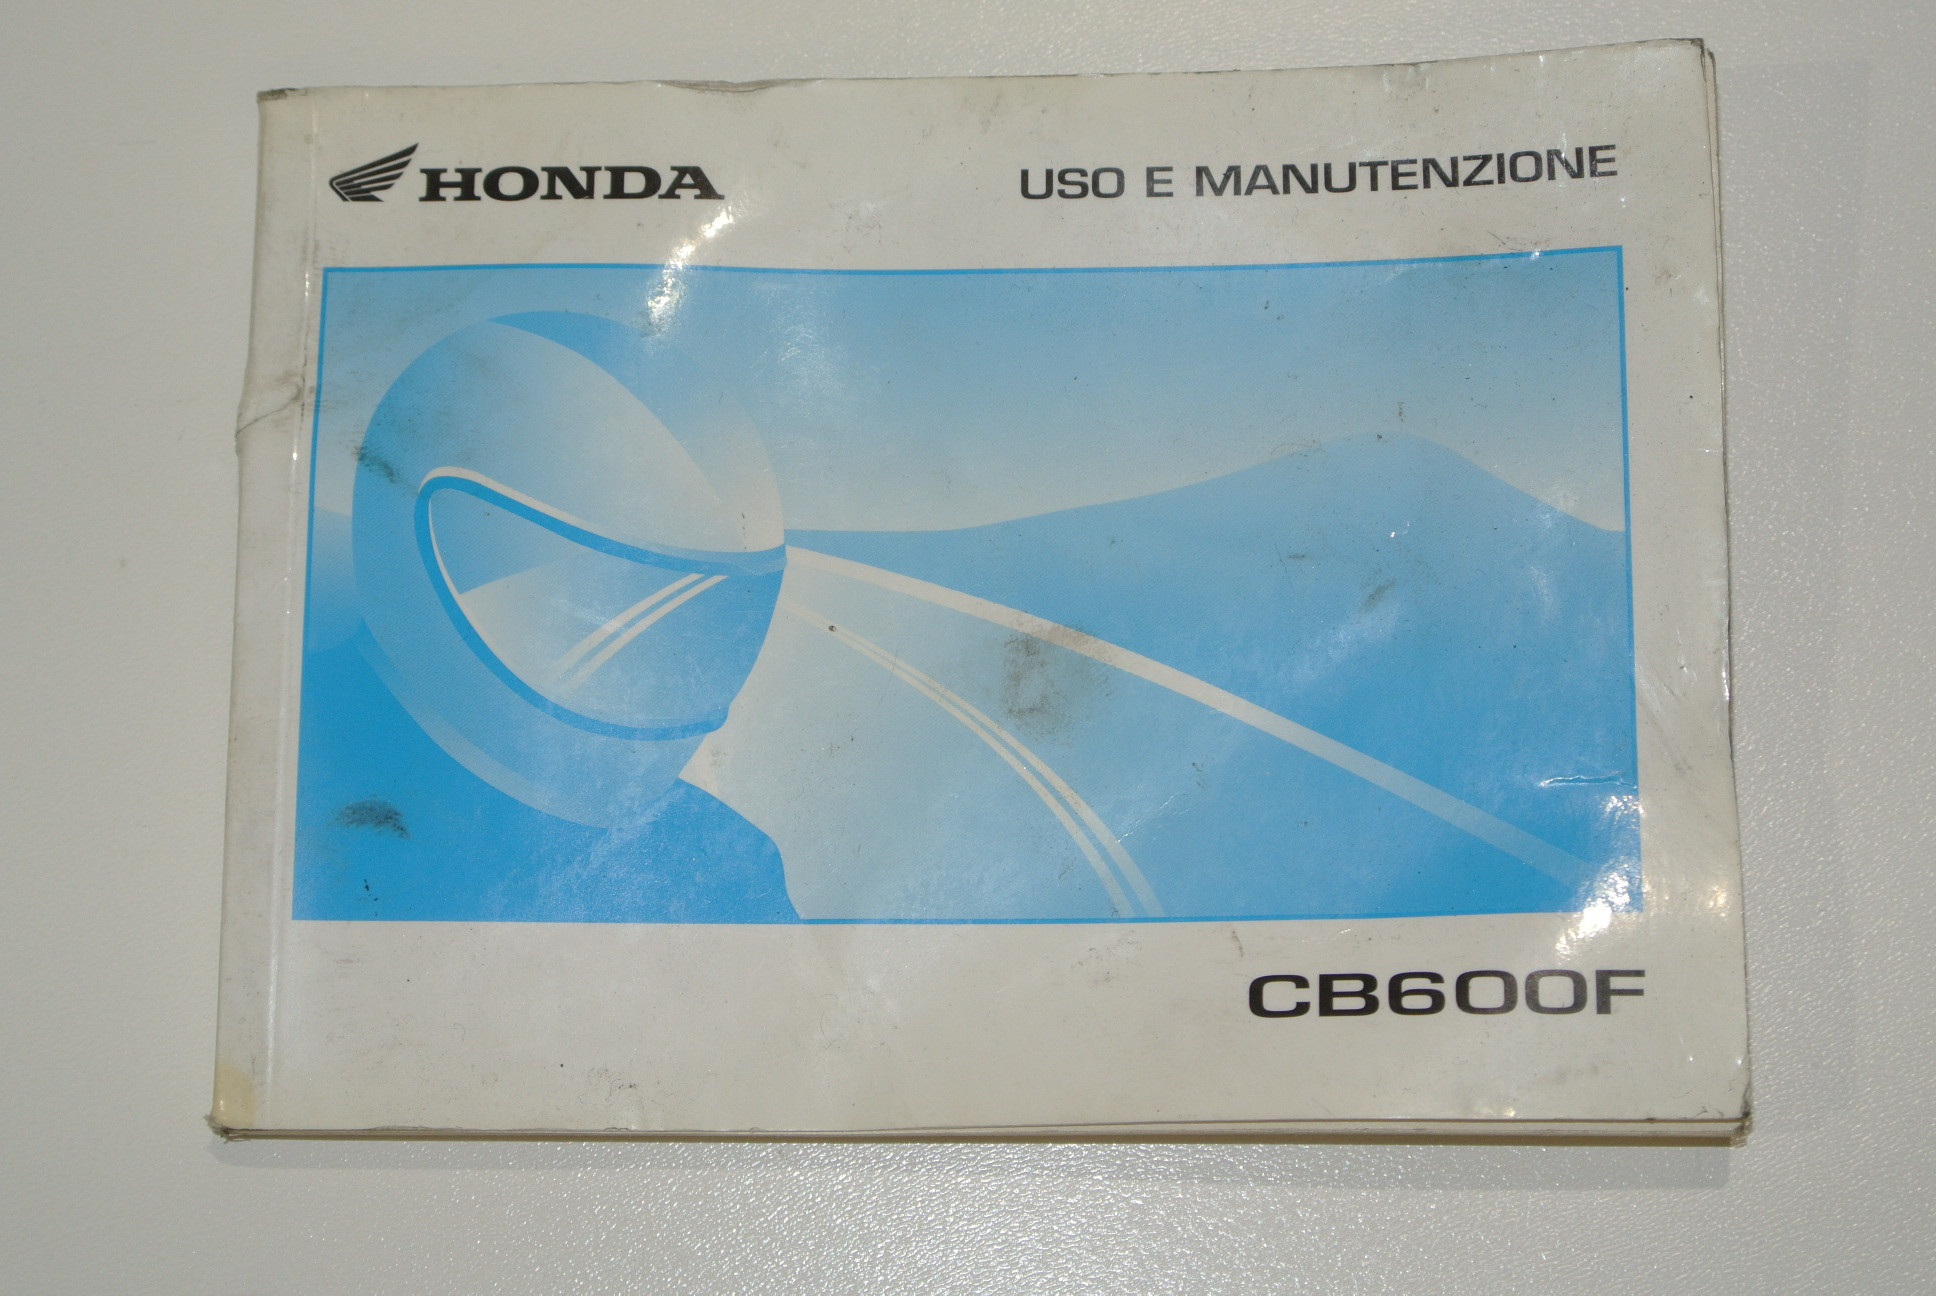 HONDA
USO E MANUTENZIONE
CB600F